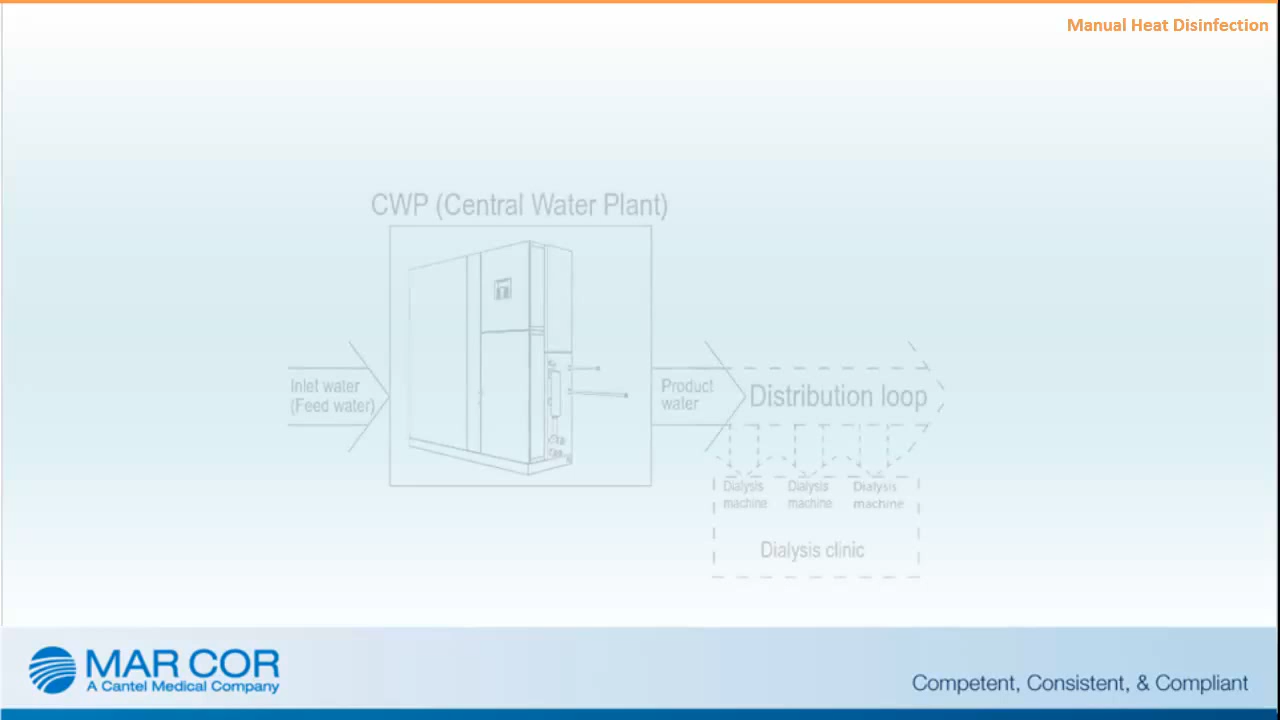 Manual Heat Disinfection
CWP (Central Water Plant)
Inlet water
(Feed water)
Product
water
Distribution loop
Dialysis
machine
Dialysis
machine
Dialysis
machine
Dialysis clinic
MAR COR
A Cantel Medical Company
Competent, Consistent, & Compliant